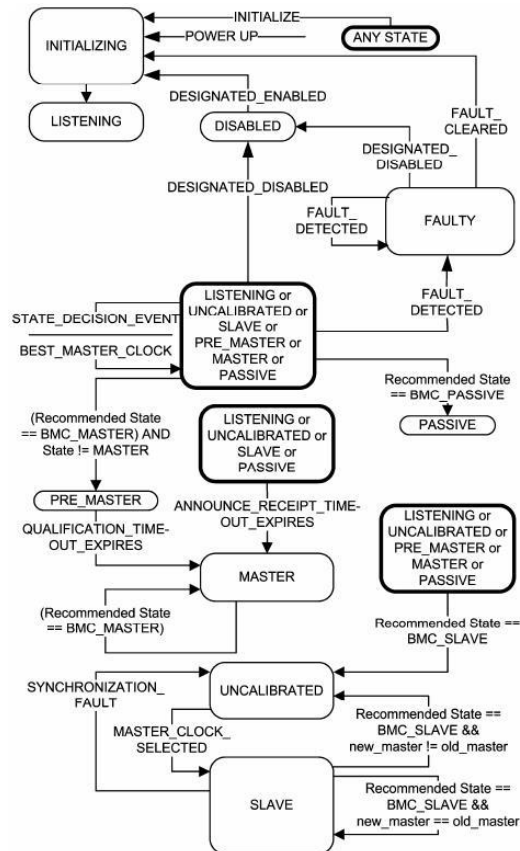 INITIALIZE
INITIALIZING
POWER UP
ANY STATE
DESIGNATED_ENABLED
LISTENING
DISABLED
FAULT_
CLEARED
DESIGNATED_
DISABLED
DESIGNATED_DISABLED
FAULT_
DETECTED
FAULTY
LISTENING or
UNCALIBRATED or
SLAVE or
PRE_MASTER or
MASTER or
PASSIVE
FAULT_
DETECTED
STATE_DECISION_EVENT
BEST_MASTER_CLOCK
Recommended State
== BMC_PASSIVE
PASSIVE
(Recommended State
== BMC_MASTER) AND
State != MASTER
LISTENING or
UNCALIBRATED or
SLAVE or
PASSIVE
PRE_MASTER
ANNOUNCE_RECEIPT_TIME-
OUT_EXPIRES
QUALIFICATION_TIME-
OUT_EXPIRES
LISTENING or
UNCALIBRATED or
PRE_MASTER or
MASTER or
PASSIVE
MASTER
(Recommended State
== BMC_MASTER)
Recommended State ==
BMC_SLAVE
SYNCHRONIZATION_
FAULT
UNCALIBRATED
MASTER_CLOCK_
SELECTED
Recommended State ==
BMC_SLAVE &&
new_master != old_master
SLAVE
Recommended State ==
BMC_SLAVE &&
new_master == old_master